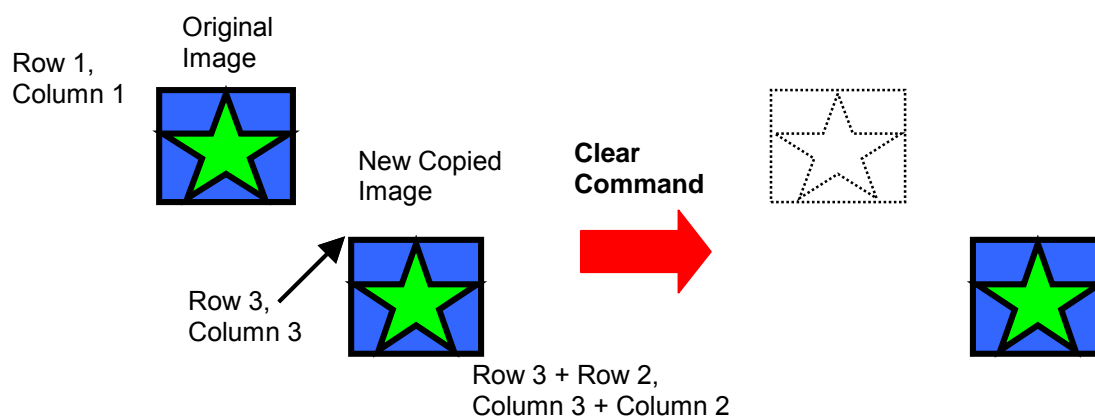 Original
Image
Row 1,
Column 1
New Copied
Image
Clear
Command
Row 3,
Column 3
Row 3 + Row 2,
Column 3 + Column 2